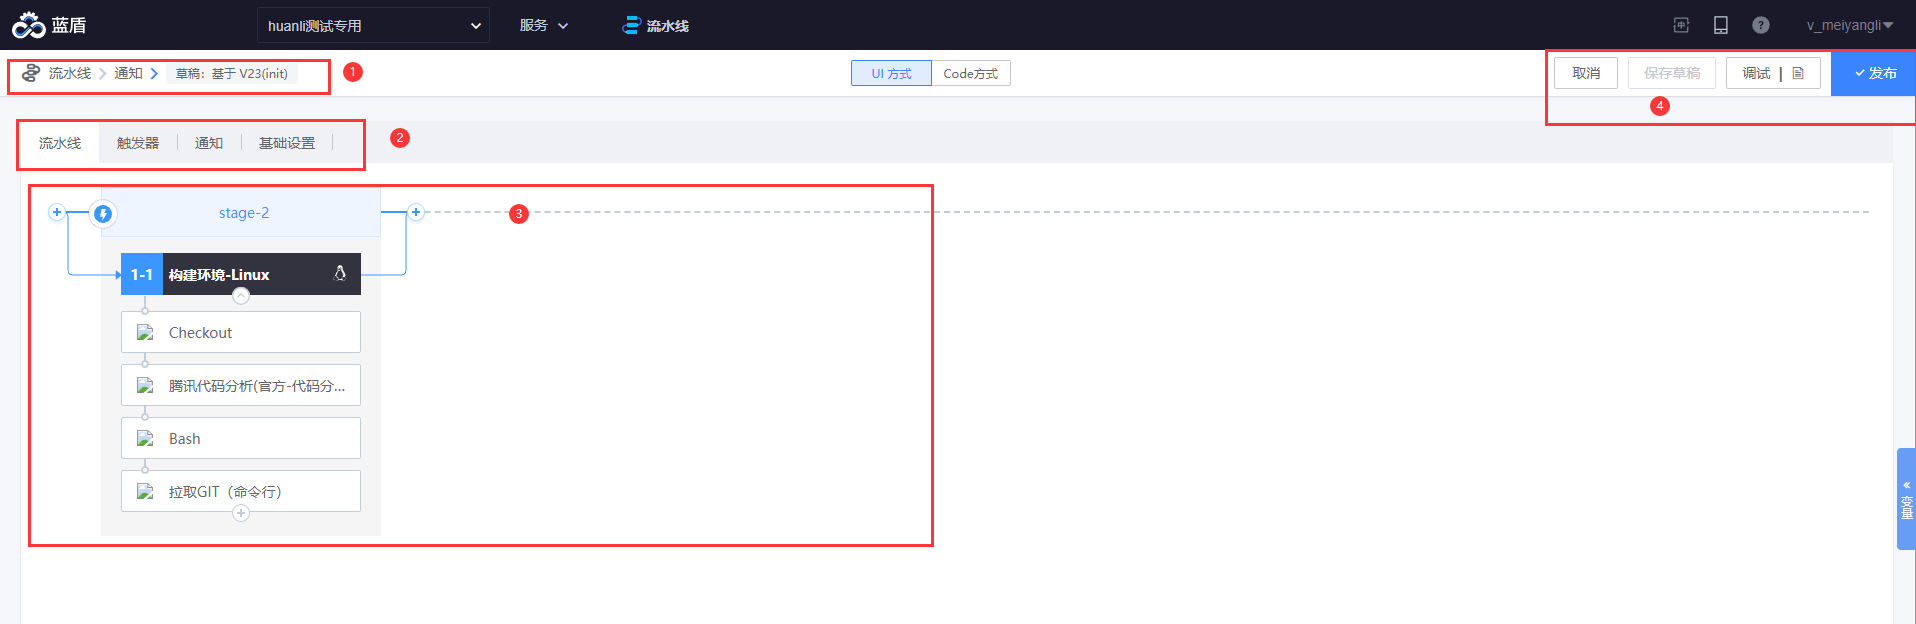 蓝盾
huanli测试专用
服务
流水线
v_meiyangli
流水线
通知
草稿：基于 V23(init)
1
UI 方式
Code方式
取消
保存草稿
调试
发布
4
流水线
触发器
通知
基础设置
2
stage-2
3
1-1
构建环境-Linux
Checkout
腾讯代码分析(官方-代码分...
Bash
拉取GIT（命令行）
变量